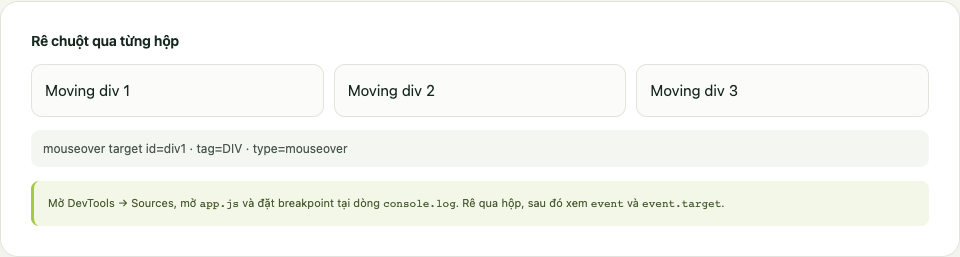 Rê chuột qua từng hộp
Moving div 1
Moving div 2
Moving div 3
mouseover target id=div1 · tag=DIV · type=mouseover
Mở DevTools → Sources, mở app.js và đặt breakpoint tại dòng console.log. Rê qua hộp, sau đó xem event và event.target.